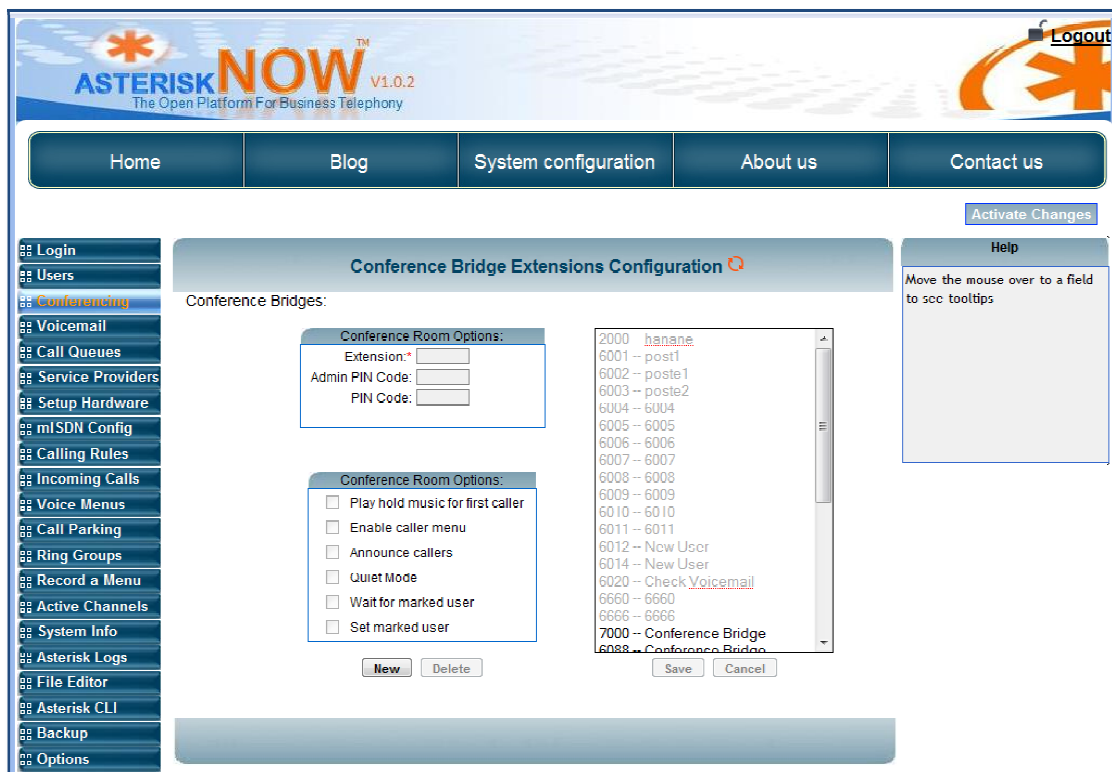 Logout
ASTERISKNOW™ V1.0.2
The Open Platform For Business Telephony
Home
Blog
System configuration
About us
Contact us
Activate Changes
Login
Users
Conferencing
Voicemail
Call Queues
Service Providers
Setup Hardware
mISDN Config
Calling Rules
Incoming Calls
Voice Menus
Call Parking
Ring Groups
Record a Menu
Active Channels
System Info
Asterisk Logs
File Editor
Asterisk CLI
Backup
Options
Conference Bridge Extensions Configuration
Conference Bridges:
Conference Room Options:
Extension:*
Admin PIN Code:
PIN Code:
Conference Room Options:
Play hold music for first caller
Enable caller menu
Announce callers
Quiet Mode
Wait for marked user
Set marked user
New
Delete
2000 hanane
6001 -- post1
6002 -- poste1
6003 -- poste2
6004 -- 6004
6005 -- 6005
6006 -- 6006
6007 -- 6007
6008 -- 6008
6009 -- 6009
6010 -- 6010
6011 -- 6011
6012 -- New User
6014 -- New User
6020 -- Check Voicemail
6660 -- 6660
6666 -- 6666
7000 -- Conference Bridge
6088 -- Conference Bridge
Save
Cancel
Help
Move the mouse over to a field
to see tooltips